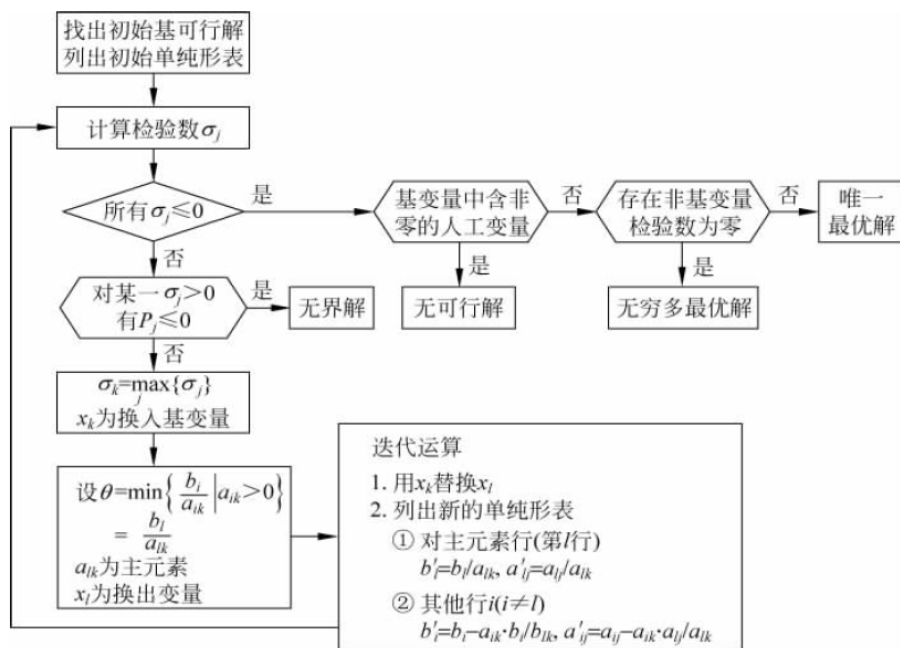 找出初始基可行解
列出初始单纯形表
计算检验数σⱼ
所有σⱼ≤0
是
基变量中含非
零的人工变量
否
存在非基变量
检验数为零
否
唯一
最优解
否
是
是
对某一σⱼ>0
有Pⱼ≤0
是
无界解
无可行解
无穷多最优解
否
σₖ=max{σⱼ}
j
xₖ为换入基变量
设θ=min{bᵢ/aᵢₖ|aᵢₖ>0}
= bₗ/aₗₖ
aₗₖ为主元素
xₗ为换出变量
迭代运算
1. 用xₖ替换xₗ
2. 列出新的单纯形表
① 对主元素行(第l行)
b'ₗ=bₗ/aₗₖ, a'ₗⱼ=aₗⱼ/aₗₖ
② 其他行i(i≠l)
b'ᵢ=bᵢ–aᵢₖ·bᵢ/bₗₖ, a'ᵢⱼ=aᵢⱼ–aᵢₖ·aₗⱼ/aₗₖ